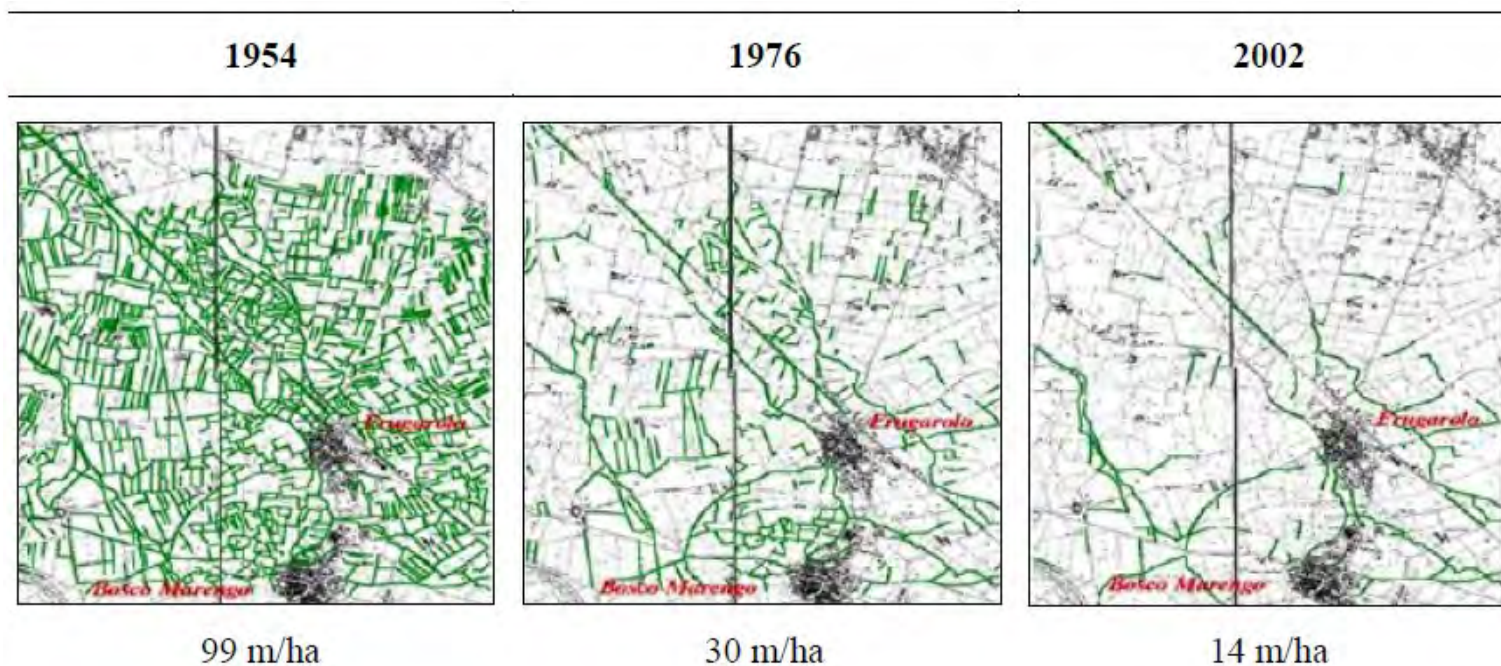 1954 1976 2002
Frugarolo Frugarolo Frugarolo
Bosco Marengo Bosco Marengo Bosco Marengo
99 m/ha 30 m/ha 14 m/ha